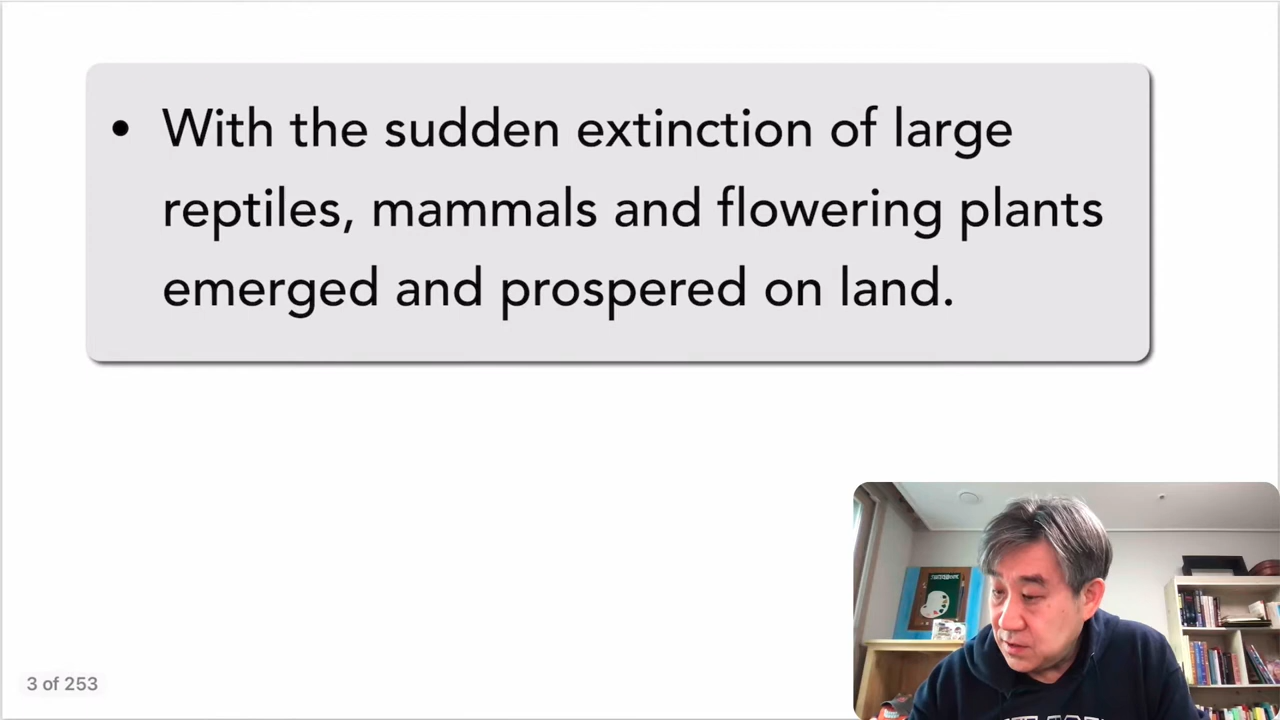 • With the sudden extinction of large
reptiles, mammals and flowering plants
emerged and prospered on land.
3 of 253